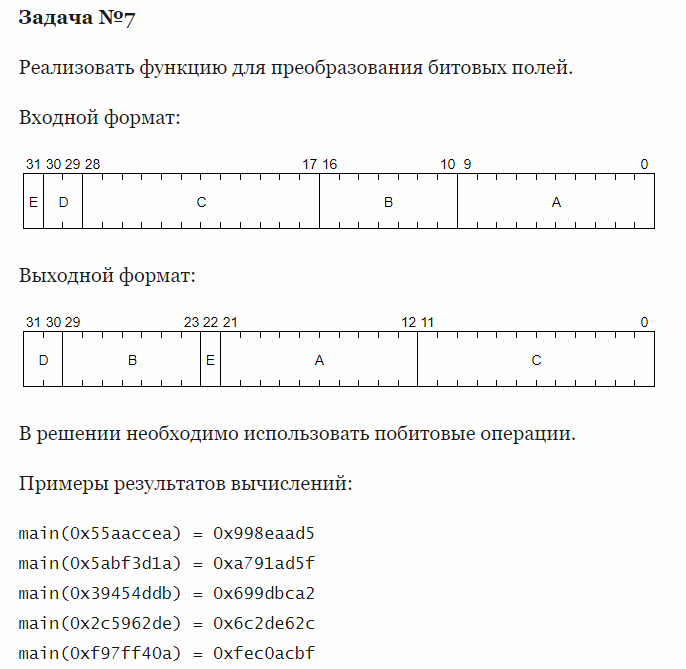 Задача №7
Реализовать функцию для преобразования битовых полей.
Входной формат:
31 30 29 28 17 16 10 9 0
E D C B A
Выходной формат:
31 30 29 23 22 21 12 11 0
D B E A C
В решении необходимо использовать побитовые операции.
Примеры результатов вычислений:
main(0x55aaccea) = 0x998eaad5
main(0x5abf3d1a) = 0xa791ad5f
main(0x39454ddb) = 0x699dbca2
main(0x2c5962de) = 0x6c2de62c
main(0xf97ff40a) = 0xfec0acbf